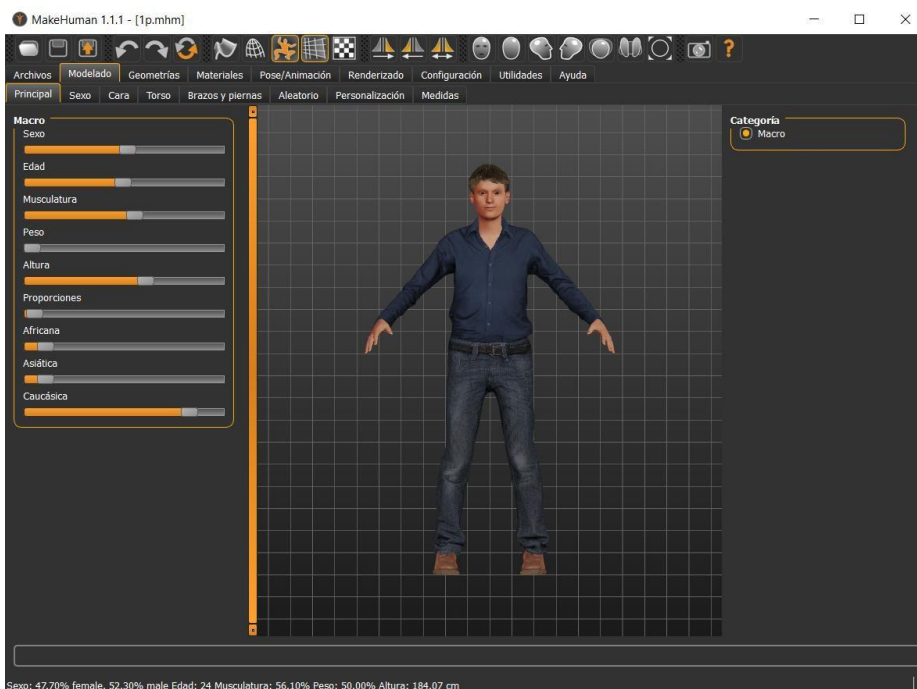 MakeHuman 1.1.1 - [1p.mhm]
Archivos Modelado Geometrías Materiales Pose/Animación Renderizado Configuración Utilidades Ayuda
Principal Sexo Cara Torso Brazos y piernas Aleatorio Personalización Medidas
Macro
Sexo
Edad
Musculatura
Peso
Altura
Proporciones
Africana
Asiática
Caucásica
Categoría
Macro
Sexo: 47.70% female, 52.30% male Edad: 24 Musculatura: 56.10% Peso: 50.00% Altura: 184.07 cm